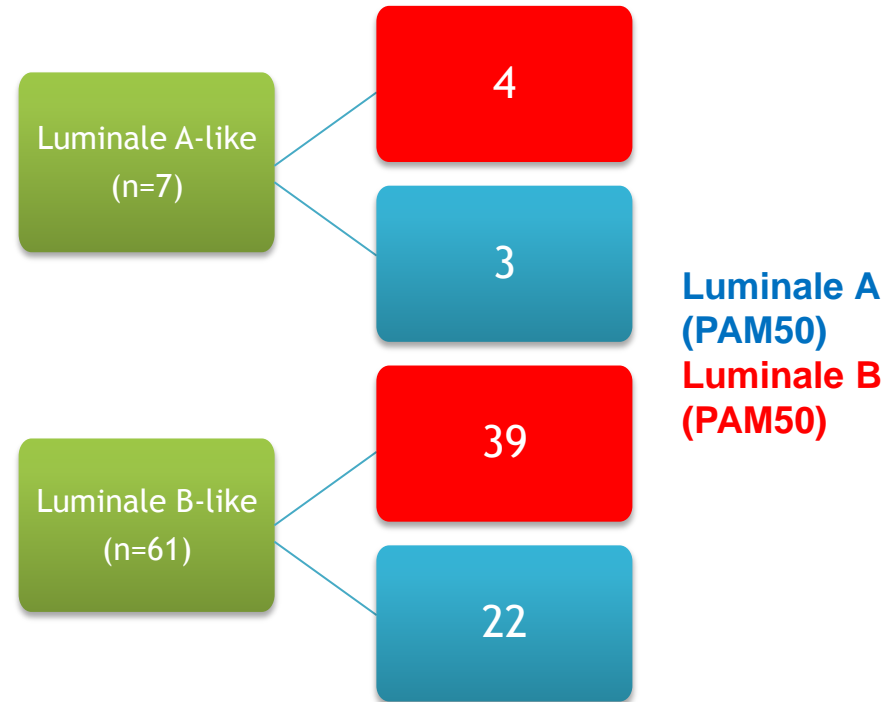 Luminale A-like
(n=7)
4
3
Luminale B-like
(n=61)
39
22
Luminale A
(PAM50)
Luminale B
(PAM50)